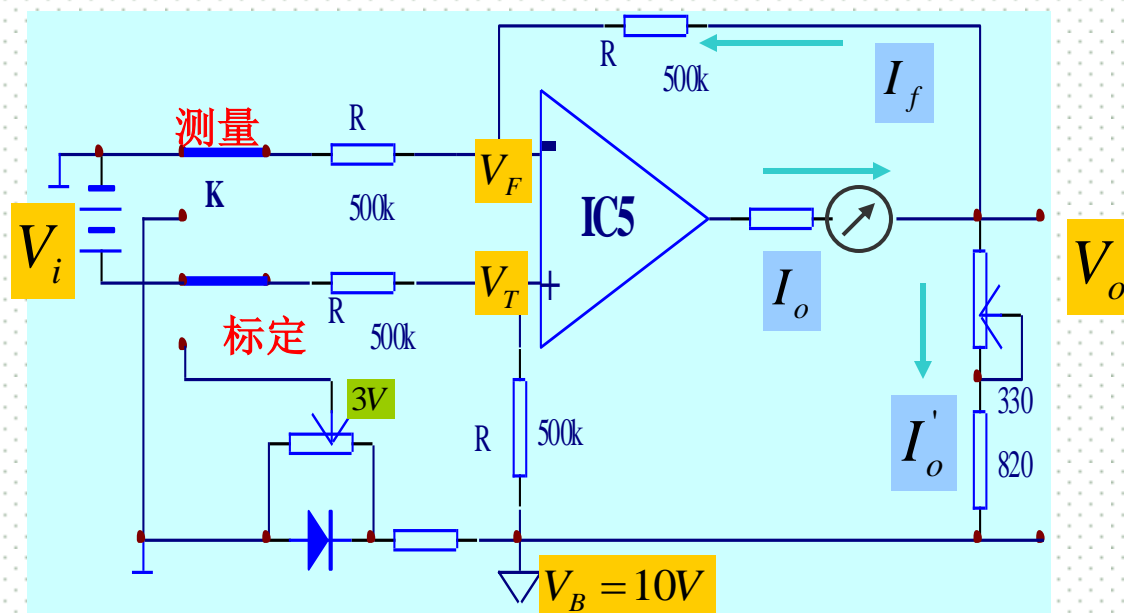 R
500k
I_f
测量
R
V_F
-
K
500k
IC5
V_i
V_T
+
I_o
V_o
R
标定
500k
3V
330
R
500k
I_o'
820
V_B = 10V